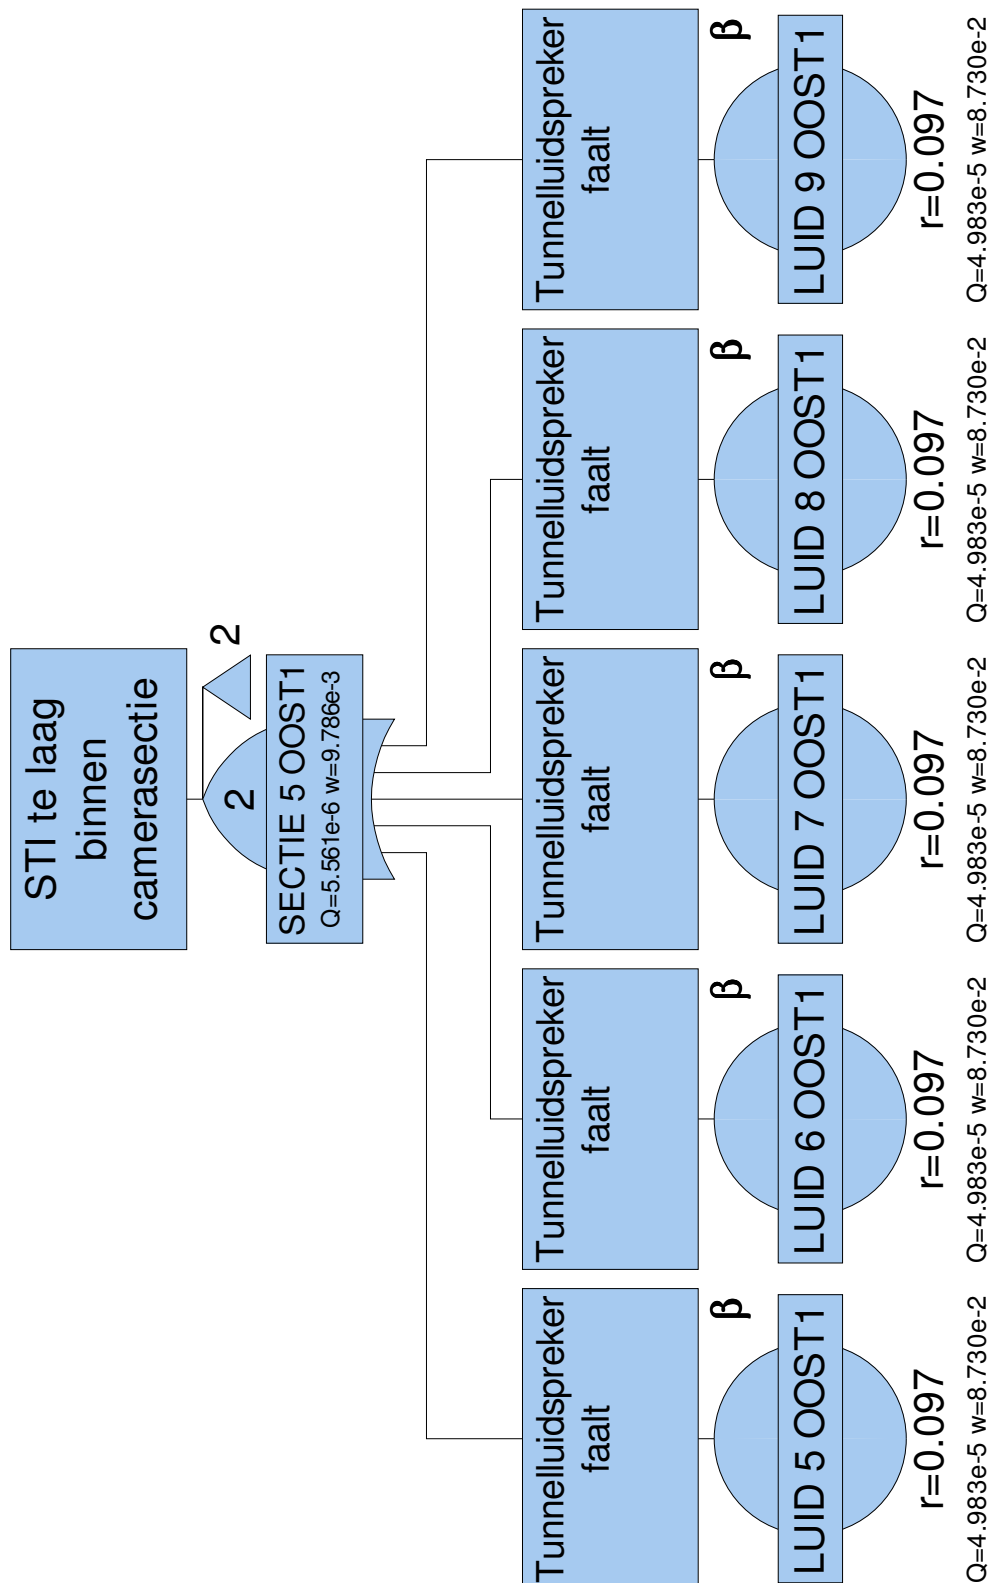 STI te laag
binnen
camerasectie
2
2
SECTIE 5 OOST1
Q=5.561e-6 w=9.786e-3
Tunnelluidspreker
faalt
β
LUID 5 OOST1
r=0.097
Q=4.983e-5 w=8.730e-2
Tunnelluidspreker
faalt
β
LUID 6 OOST1
r=0.097
Q=4.983e-5 w=8.730e-2
Tunnelluidspreker
faalt
β
LUID 7 OOST1
r=0.097
Q=4.983e-5 w=8.730e-2
Tunnelluidspreker
faalt
β
LUID 8 OOST1
r=0.097
Q=4.983e-5 w=8.730e-2
Tunnelluidspreker
faalt
β
LUID 9 OOST1
r=0.097
Q=4.983e-5 w=8.730e-2